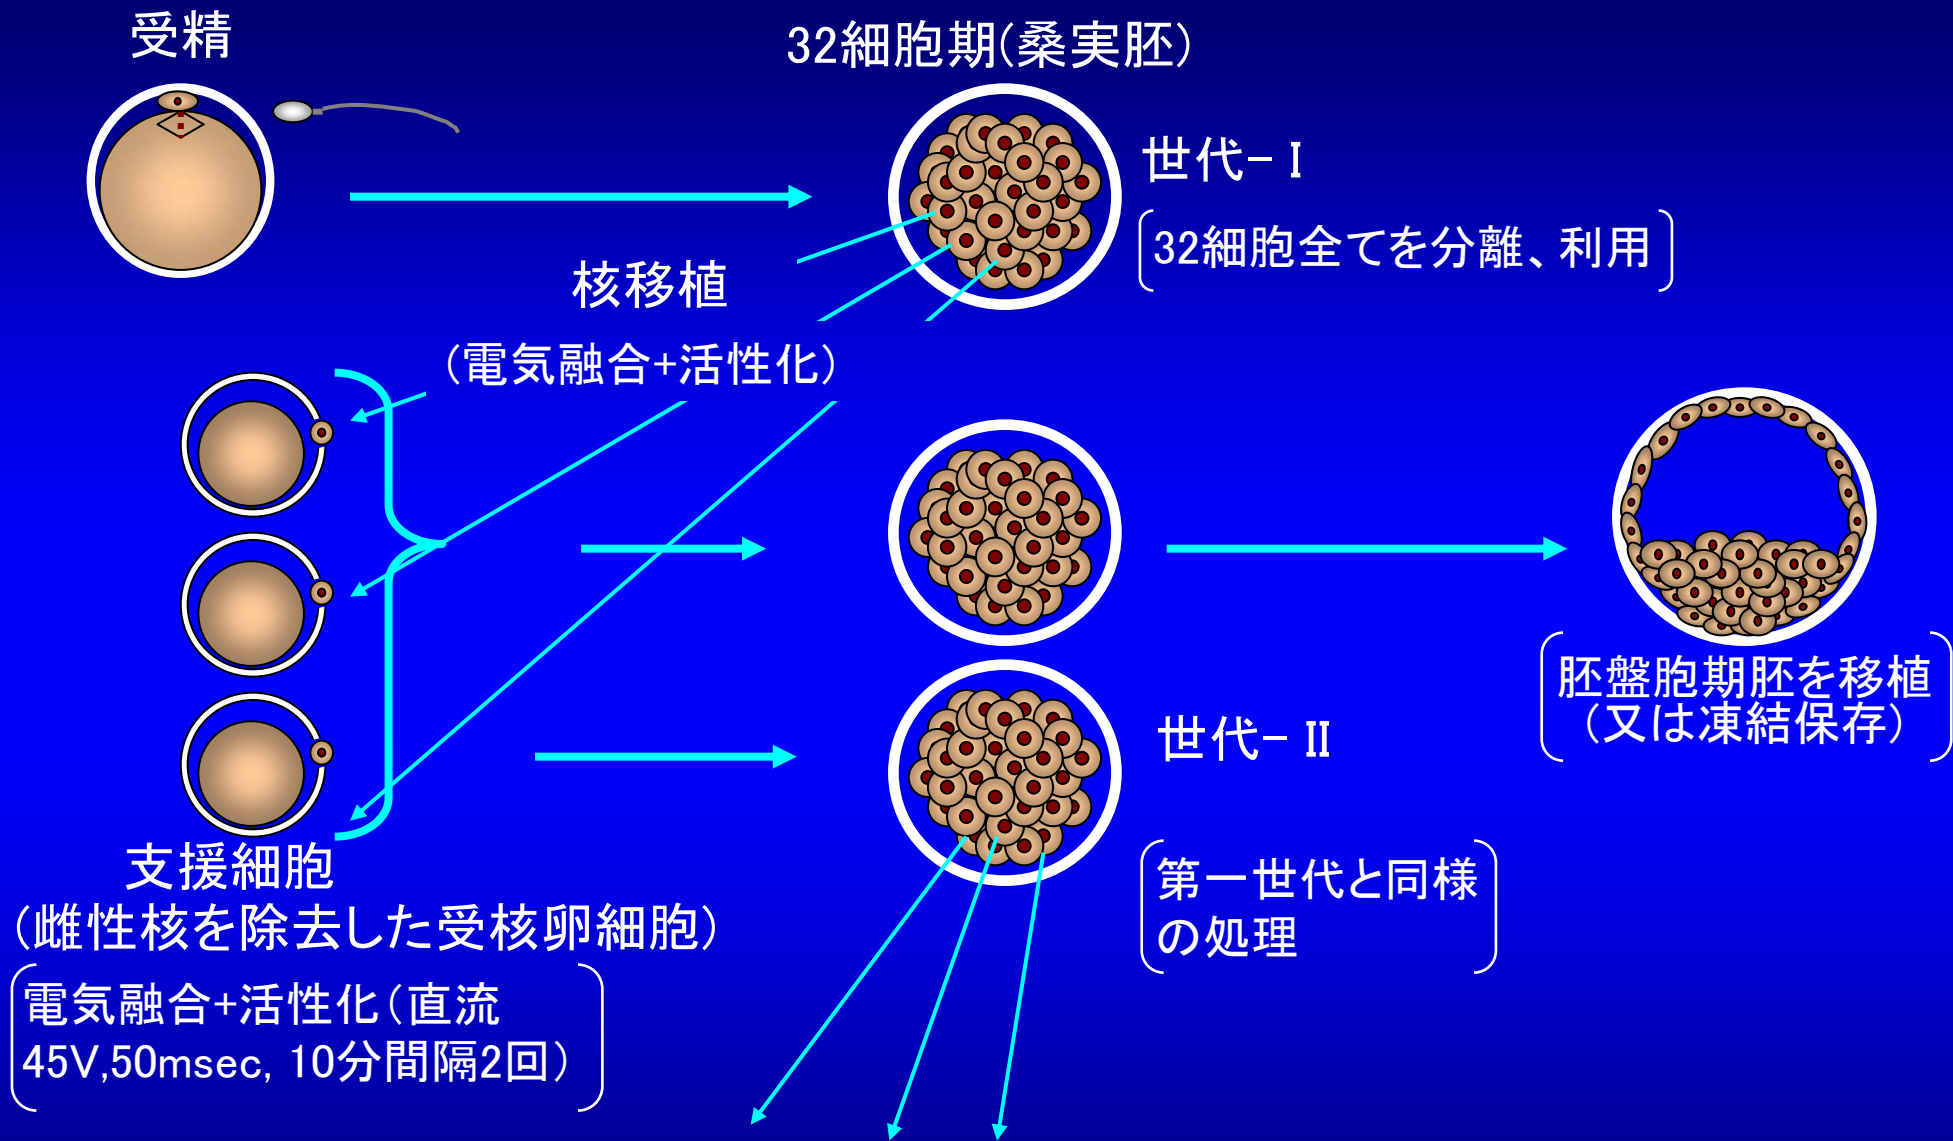 受精
32細胞期(桑実胚)
世代-Ⅰ
32細胞全てを分離、利用
核移植
(電気融合+活性化)
胚盤胞期胚を移植
(又は凍結保存)
世代-Ⅱ
支援細胞
(雌性核を除去した受核卵細胞)
第一世代と同様
の処理
電気融合+活性化(直流
45V,50msec, 10分間隔2回)